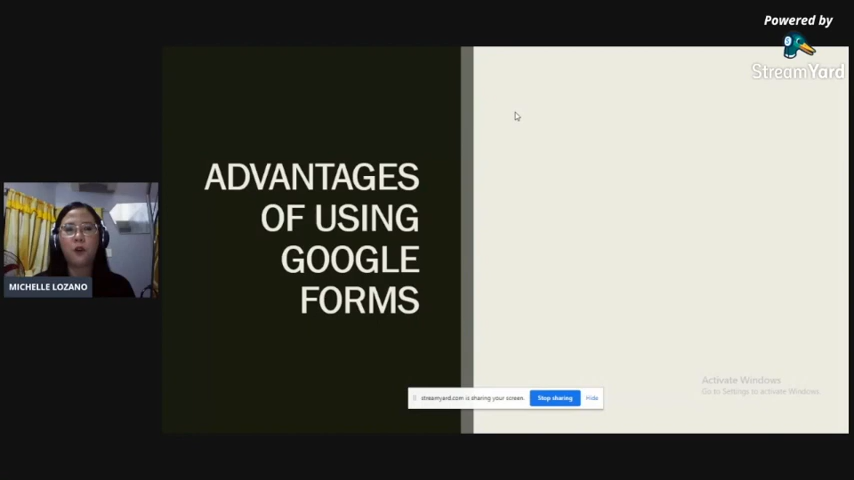 Powered by
StreamYard
ADVANTAGES
OF USING
GOOGLE
FORMS
MICHELLE LOZANO
Activate Windows
Go to Settings to activate Windows.
streamyard.com is sharing your screen.
Stop sharing
Hide